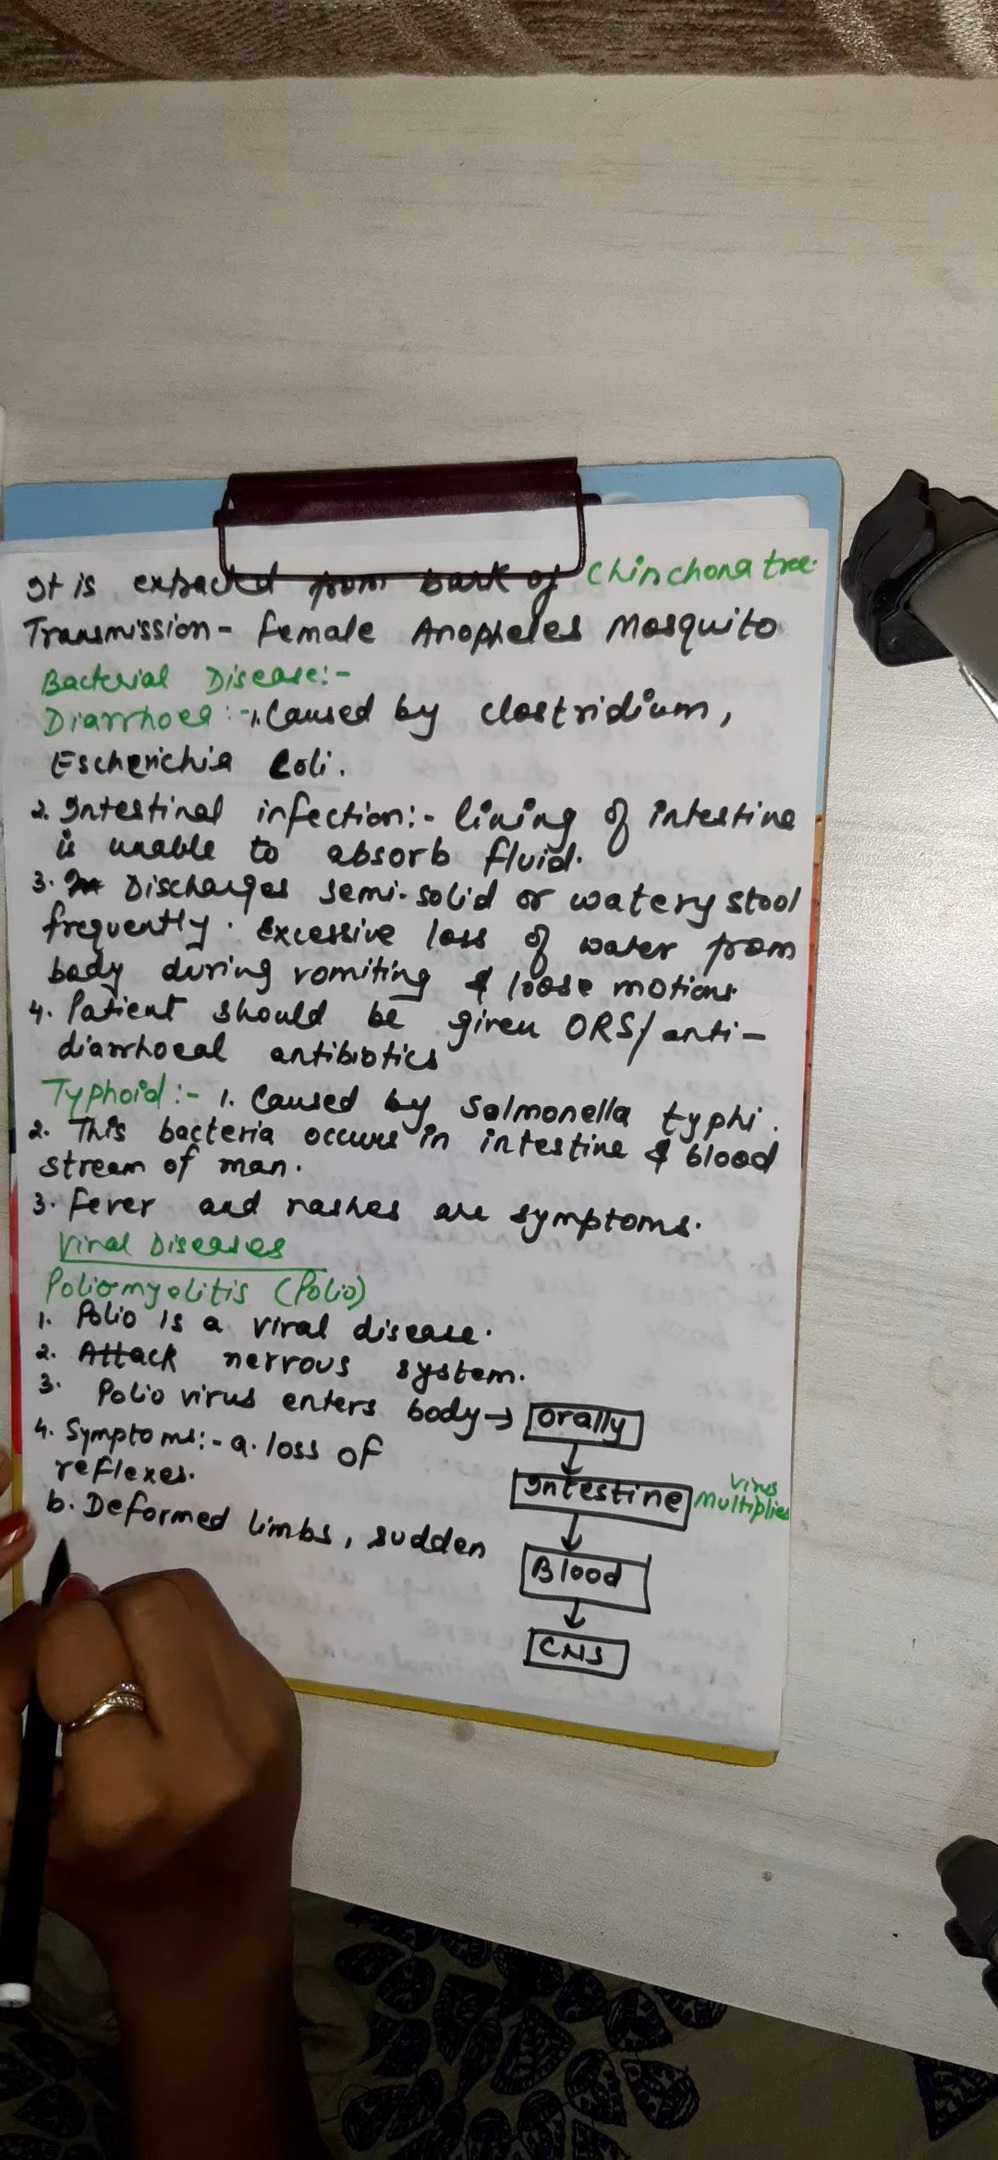 It is extracted from bark of Chinchona tree.
Transmission - Female Anopheles Mosquito
Bacterial Disease:-
Diarrhoea:- 1. Caused by clostridium,
Escherichia Coli.
2. Intestinal infection:- lining of intestine
is unable to absorb fluid.
3. Discharges semi-solid or watery stool
frequently. Excessive loss of water from
body during vomiting & loose motions
4. Patient should be given ORS/anti-
diarrhoeal antibiotics
Typhoid:- 1. Caused by Salmonella typhi.
2. This bacteria occurs in intestine & blood
stream of man.
3. Fever and rashes are symptoms.
Viral Diseases
Poliomyelitis (Polio)
1. Polio is a viral disease.
2. Attack nervous system.
3. Polio virus enters body → Orally
4. Symptoms:- a. loss of
reflexes.
Intestine Virus
Multiplies
b. Deformed limbs, sudden
Blood
CNS